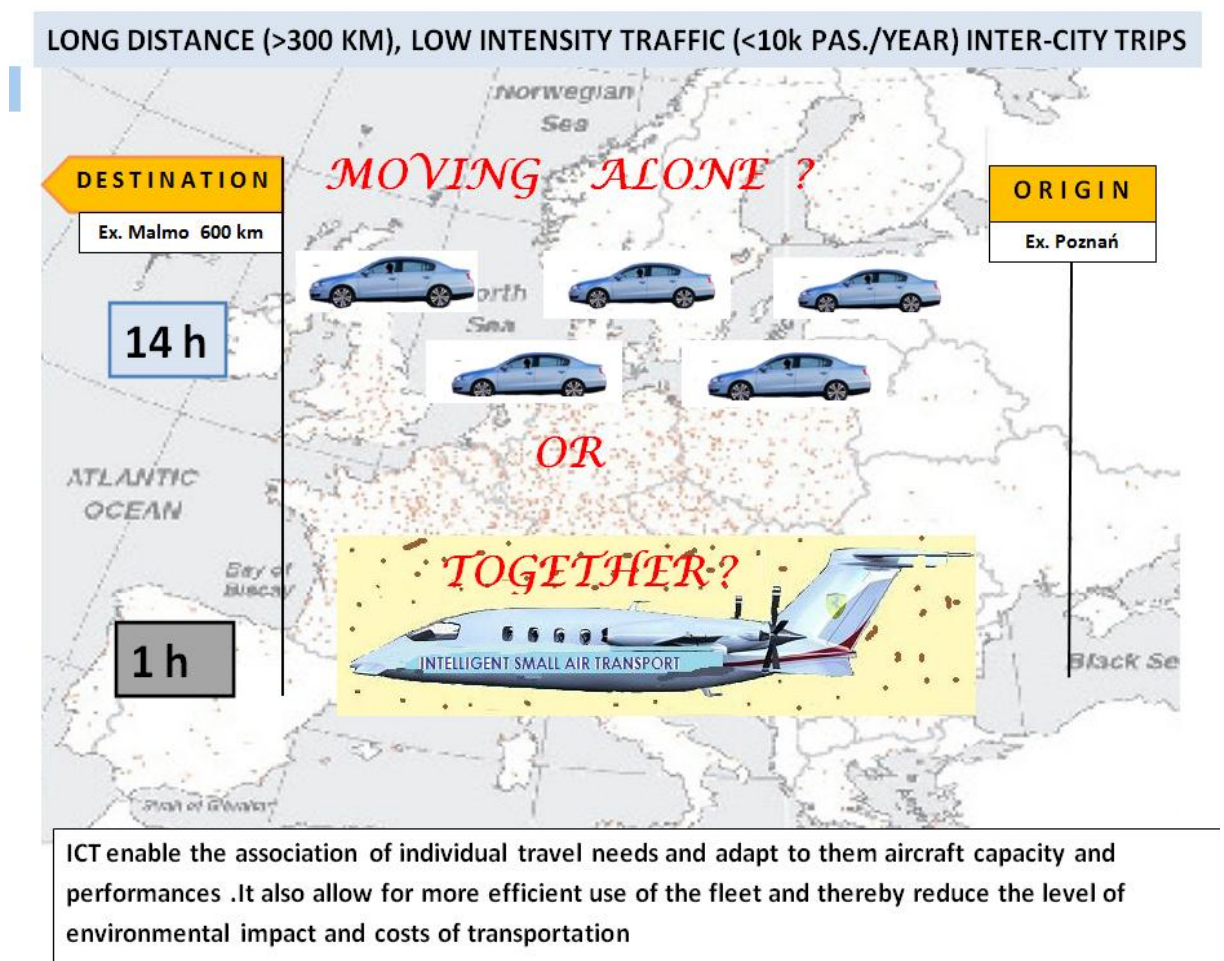 LONG DISTANCE (>300 KM), LOW INTENSITY TRAFFIC (<10k PAS./YEAR) INTER-CITY TRIPS
Norwegian
Sea
MOVING ALONE ?
DESTINATION
Ex. Malmo 600 km
ORIGIN
Ex. Poznań
orth
Sea
14 h
OR
ATLANTIC
OCEAN
TOGETHER?
Bay of
Biscay
1 h
INTELLIGENT SMALL AIR TRANSPORT
Black Se
Strait of Gibraltar
ICT enable the association of individual travel needs and adapt to them aircraft capacity and
performances .It also allow for more efficient use of the fleet and thereby reduce the level of
environmental impact and costs of transportation